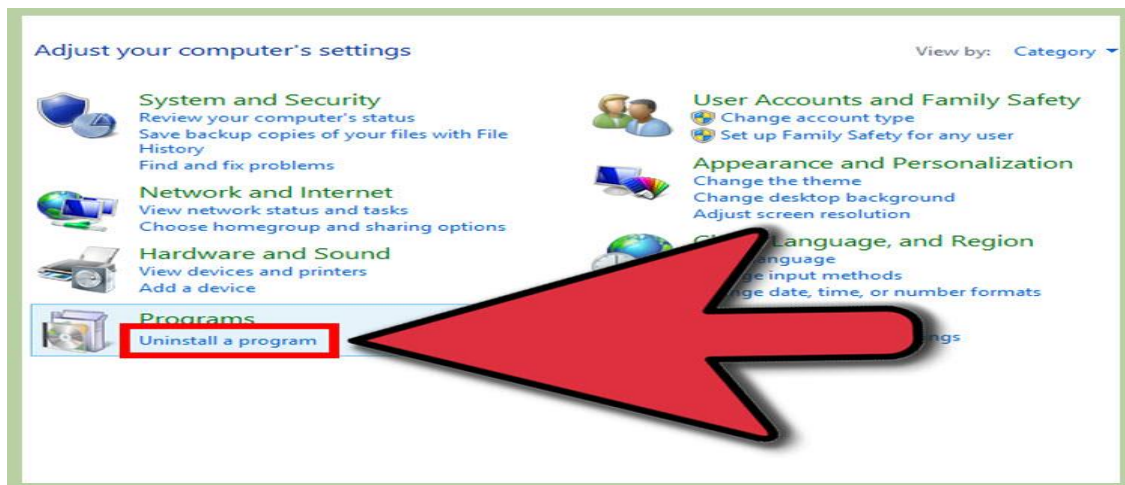 Adjust your computer's settings
View by: Category
System and Security
Review your computer's status
Save backup copies of your files with File
History
Find and fix problems
Network and Internet
View network status and tasks
Choose homegroup and sharing options
Hardware and Sound
View devices and printers
Add a device
Programs
Uninstall a program
User Accounts and Family Safety
Change account type
Set up Family Safety for any user
Appearance and Personalization
Change the theme
Change desktop background
Adjust screen resolution
Language, and Region
input methods
date, time, or number formats